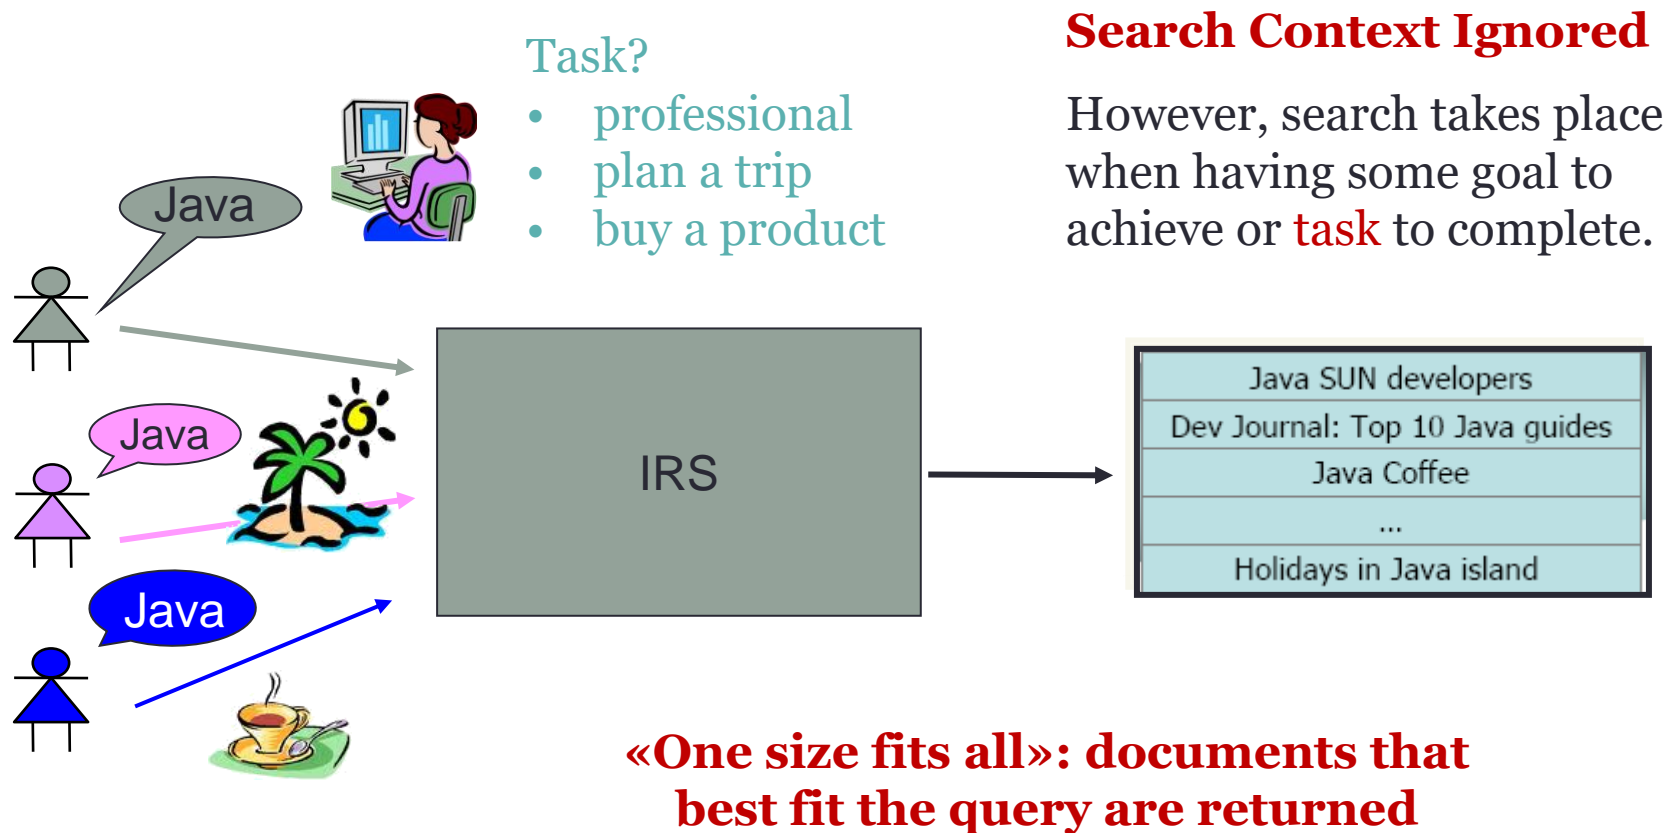 Task?
• professional
• plan a trip
• buy a product
Search Context Ignored
However, search takes place
when having some goal to
achieve or task to complete.
Java
Java
Java
IRS
Java SUN developers
Dev Journal: Top 10 Java guides
Java Coffee
...
Holidays in Java island
«One size fits all»: documents that
best fit the query are returned